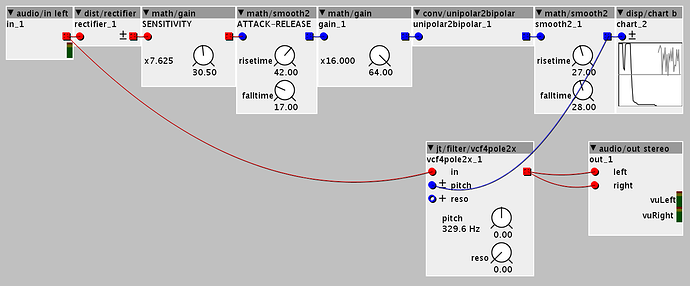 audio/in left
in_1
dist/rectifier
rectifier_1
±
math/gain
SENSITIVITY
x7.625
30.50
math/smooth2
ATTACK-RELEASE
risetime
42.00
falltime
17.00
math/gain
gain_1
x16.000
64.00
conv/unipolar2bipolar
unipolar2bipolar_1
math/smooth2
smooth2_1
risetime
27.00
falltime
28.00
disp/chart b
chart_2
±
jt/filter/vcf4pole2x
vcf4pole2x_1
in
± pitch
+ reso
pitch
329.6 Hz
0.00
reso
0.00
audio/out stereo
out_1
left
right
vuLeft
vuRight